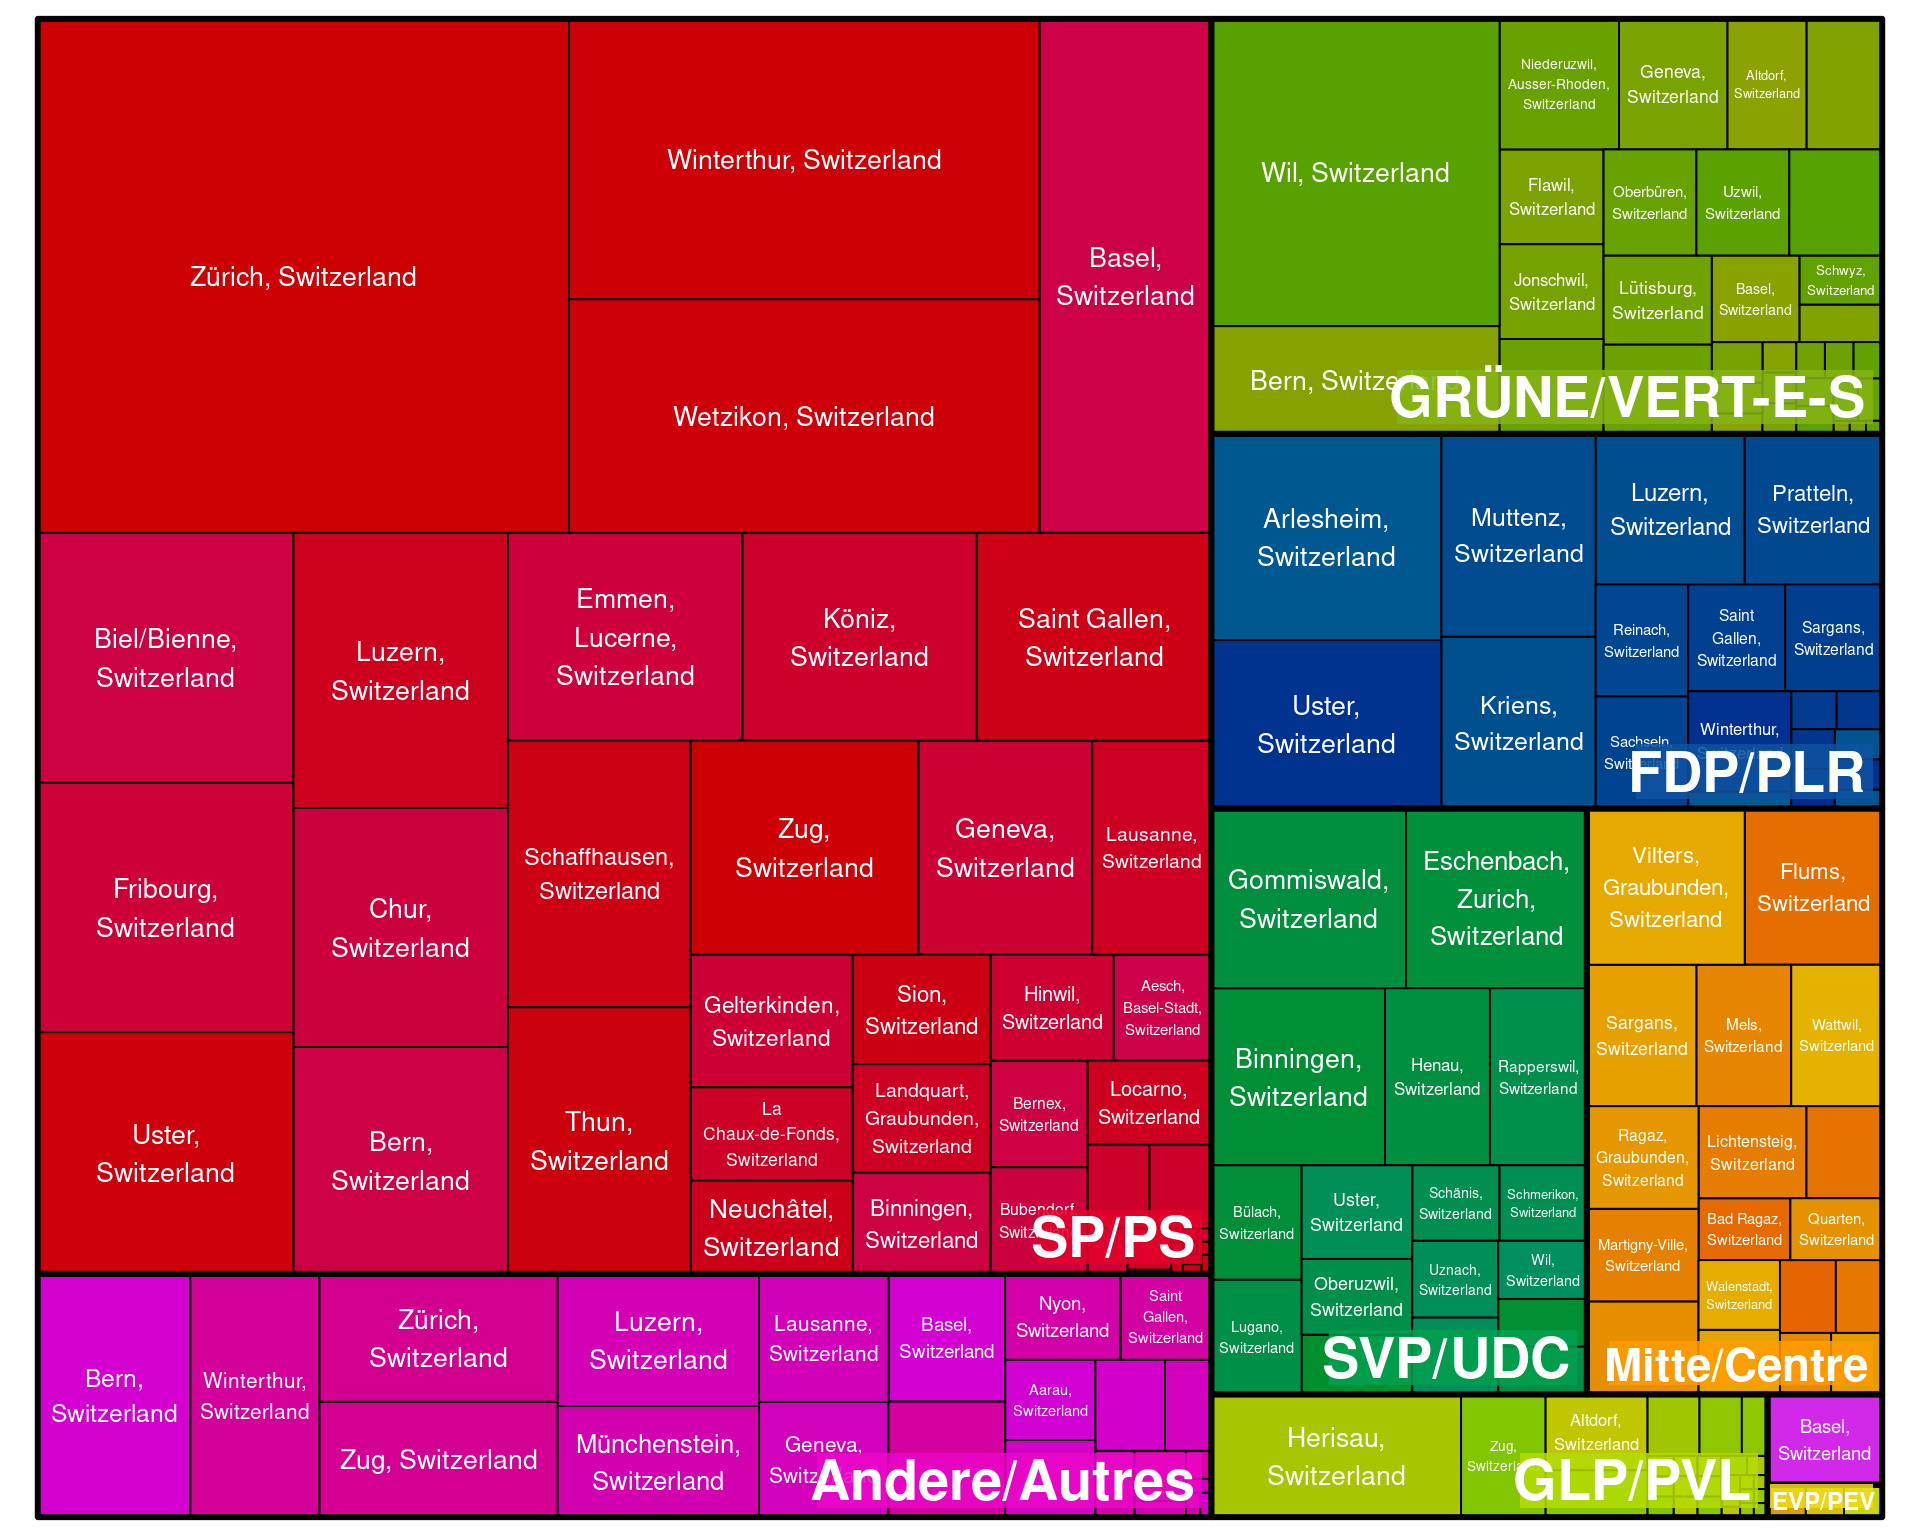 Zürich, Switzerland
Winterthur, Switzerland
Wetzikon, Switzerland
Basel,
Switzerland
Biel/Bienne,
Switzerland
Fribourg,
Switzerland
Uster,
Switzerland
Luzern,
Switzerland
Chur,
Switzerland
Bern,
Switzerland
Emmen,
Lucerne,
Switzerland
Köniz,
Switzerland
Saint Gallen,
Switzerland
Schaffhausen,
Switzerland
Thun,
Switzerland
Zug,
Switzerland
Geneva,
Switzerland
Lausanne,
Switzerland
Gelterkinden,
Switzerland
La
Chaux-de-Fonds,
Switzerland
Neuchâtel,
Switzerland
Sion,
Switzerland
Landquart,
Graubunden,
Switzerland
Binningen,
Switzerland
Hinwil,
Switzerland
Aesch,
Basel-Stadt,
Switzerland
Bernex,
Switzerland
Locarno,
Switzerland
Bubendorf,
Switzerland
SP/PS
Bern,
Switzerland
Winterthur,
Switzerland
Zürich,
Switzerland
Zug, Switzerland
Luzern,
Switzerland
Münchenstein,
Switzerland
Lausanne,
Switzerland
Geneva,
Switzerland
Basel,
Switzerland
Nyon,
Switzerland
Saint
Gallen,
Switzerland
Aarau,
Switzerland
Andere/Autres
Wil, Switzerland
Bern, Switzerland
Niederuzwil,
Ausser-Rhoden,
Switzerland
Geneva,
Switzerland
Altdorf,
Switzerland
Flawil,
Switzerland
Oberbüren,
Switzerland
Uzwil,
Switzerland
Jonschwil,
Switzerland
Lütisburg,
Switzerland
Basel,
Switzerland
Schwyz,
Switzerland
GRÜNE/VERT-E-S
Arlesheim,
Switzerland
Uster,
Switzerland
Muttenz,
Switzerland
Kriens,
Switzerland
Luzern,
Switzerland
Pratteln,
Switzerland
Reinach,
Switzerland
Saint
Gallen,
Switzerland
Sargans,
Switzerland
Sachseln,
Switzerland
Winterthur,
Switzerland
FDP/PLR
Gommiswald,
Switzerland
Eschenbach,
Zurich,
Switzerland
Binningen,
Switzerland
Henau,
Switzerland
Rapperswil,
Switzerland
Bülach,
Switzerland
Lugano,
Switzerland
Uster,
Switzerland
Oberuzwil,
Switzerland
Schänis,
Switzerland
Schmerikon,
Switzerland
Uznach,
Switzerland
Wil,
Switzerland
SVP/UDC
Vilters,
Graubunden,
Switzerland
Flums,
Switzerland
Sargans,
Switzerland
Mels,
Switzerland
Wattwil,
Switzerland
Ragaz,
Graubunden,
Switzerland
Lichtensteig,
Switzerland
Martigny-Ville,
Switzerland
Bad Ragaz,
Switzerland
Quarten,
Switzerland
Walenstadt,
Switzerland
Mitte/Centre
Herisau,
Switzerland
Zug,
Switzerland
Altdorf,
Switzerland
GLP/PVL
Basel,
Switzerland
EVP/PEV